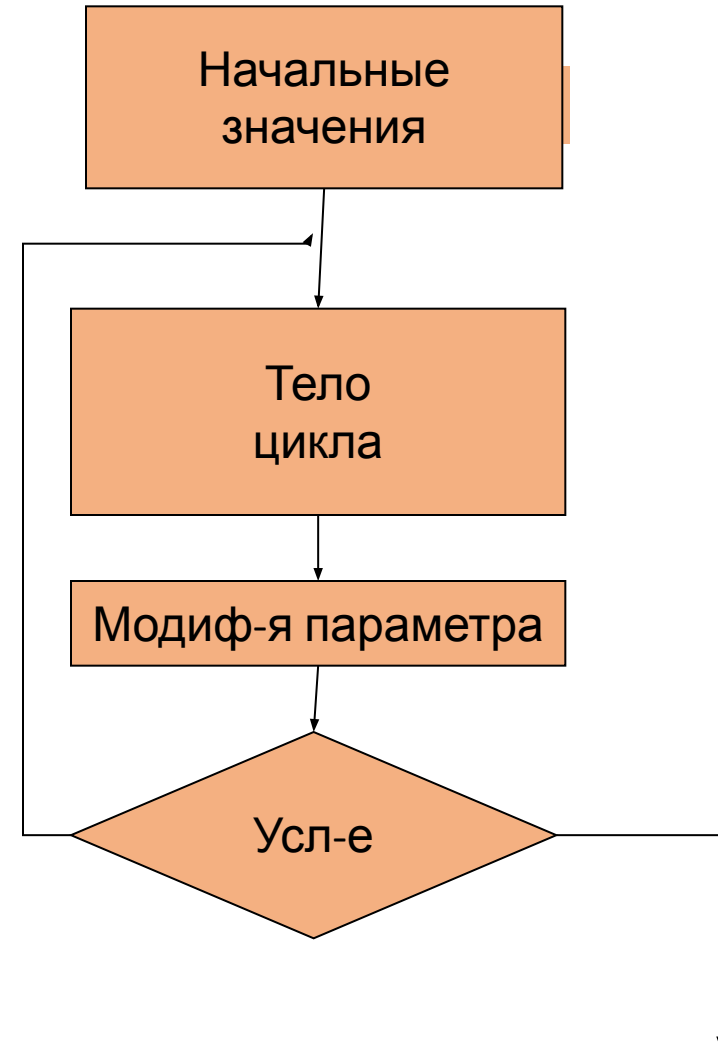 Начальные
значения
Тело
цикла
Модиф-я параметра
Усл-е